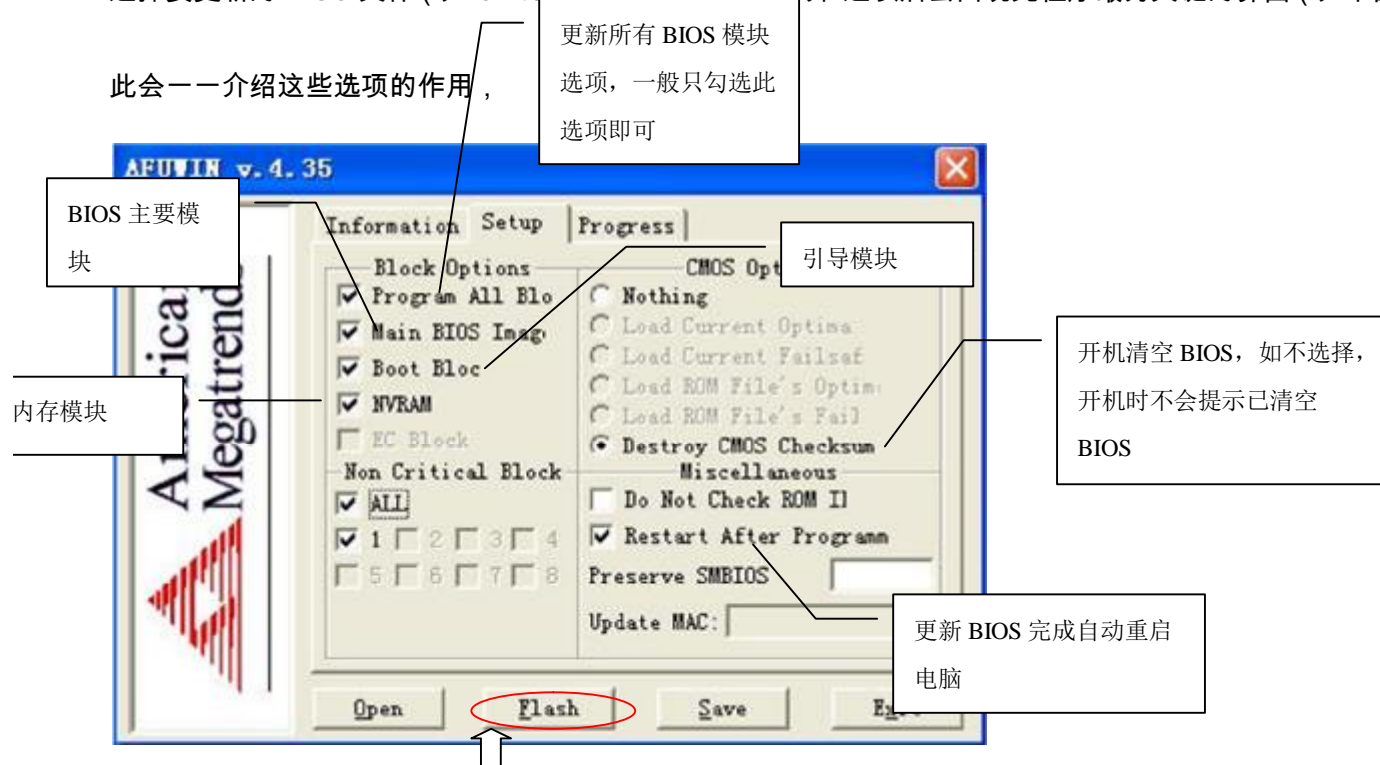 更新所有 BIOS 模块
选项，一般只勾选此
选项即可
此会一一介绍这些选项的作用，
AFUWIN v.4.35
BIOS 主要模
块
Information Setup Progress
引导模块
Block Options
CMOS Opt
Program All Blo
Nothing
Main BIOS Imag
Load Current Optima
Boot Bloc
Load Current Failsaf
NVRAM
Load ROM File's Optim
EC Block
Load ROM File's Fail
Destroy CMOS Checksum
内存模块
开机清空 BIOS，如不选择，
开机时不会提示已清空
BIOS
American
Megatrends
Non Critical Block
Miscellaneous
ALL
Do Not Check ROM I
1 2 3 4
Restart After Programm
5 6 7 8
Preserve SMBIOS
Update MAC:
更新 BIOS 完成自动重启
电脑
Open Flash Save